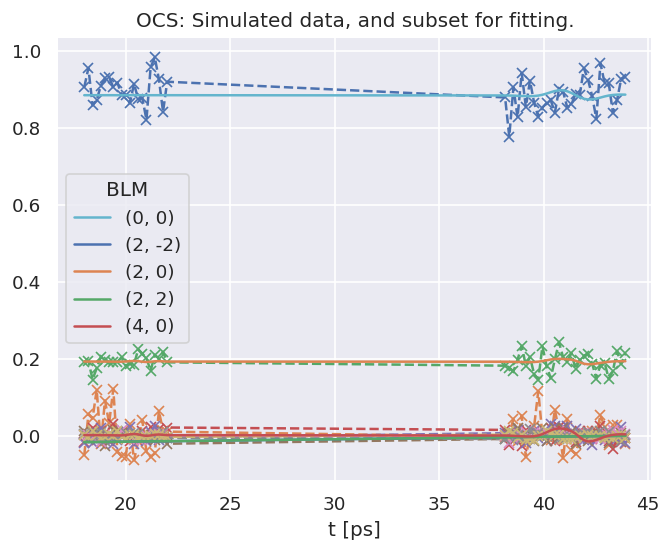 OCS: Simulated data, and subset for fitting.
1.0
0.8
0.6
0.4
0.2
0.0
BLM
(0, 0)
(2, -2)
(2, 0)
(2, 2)
(4, 0)
20 25 30 35 40 45
t [ps]